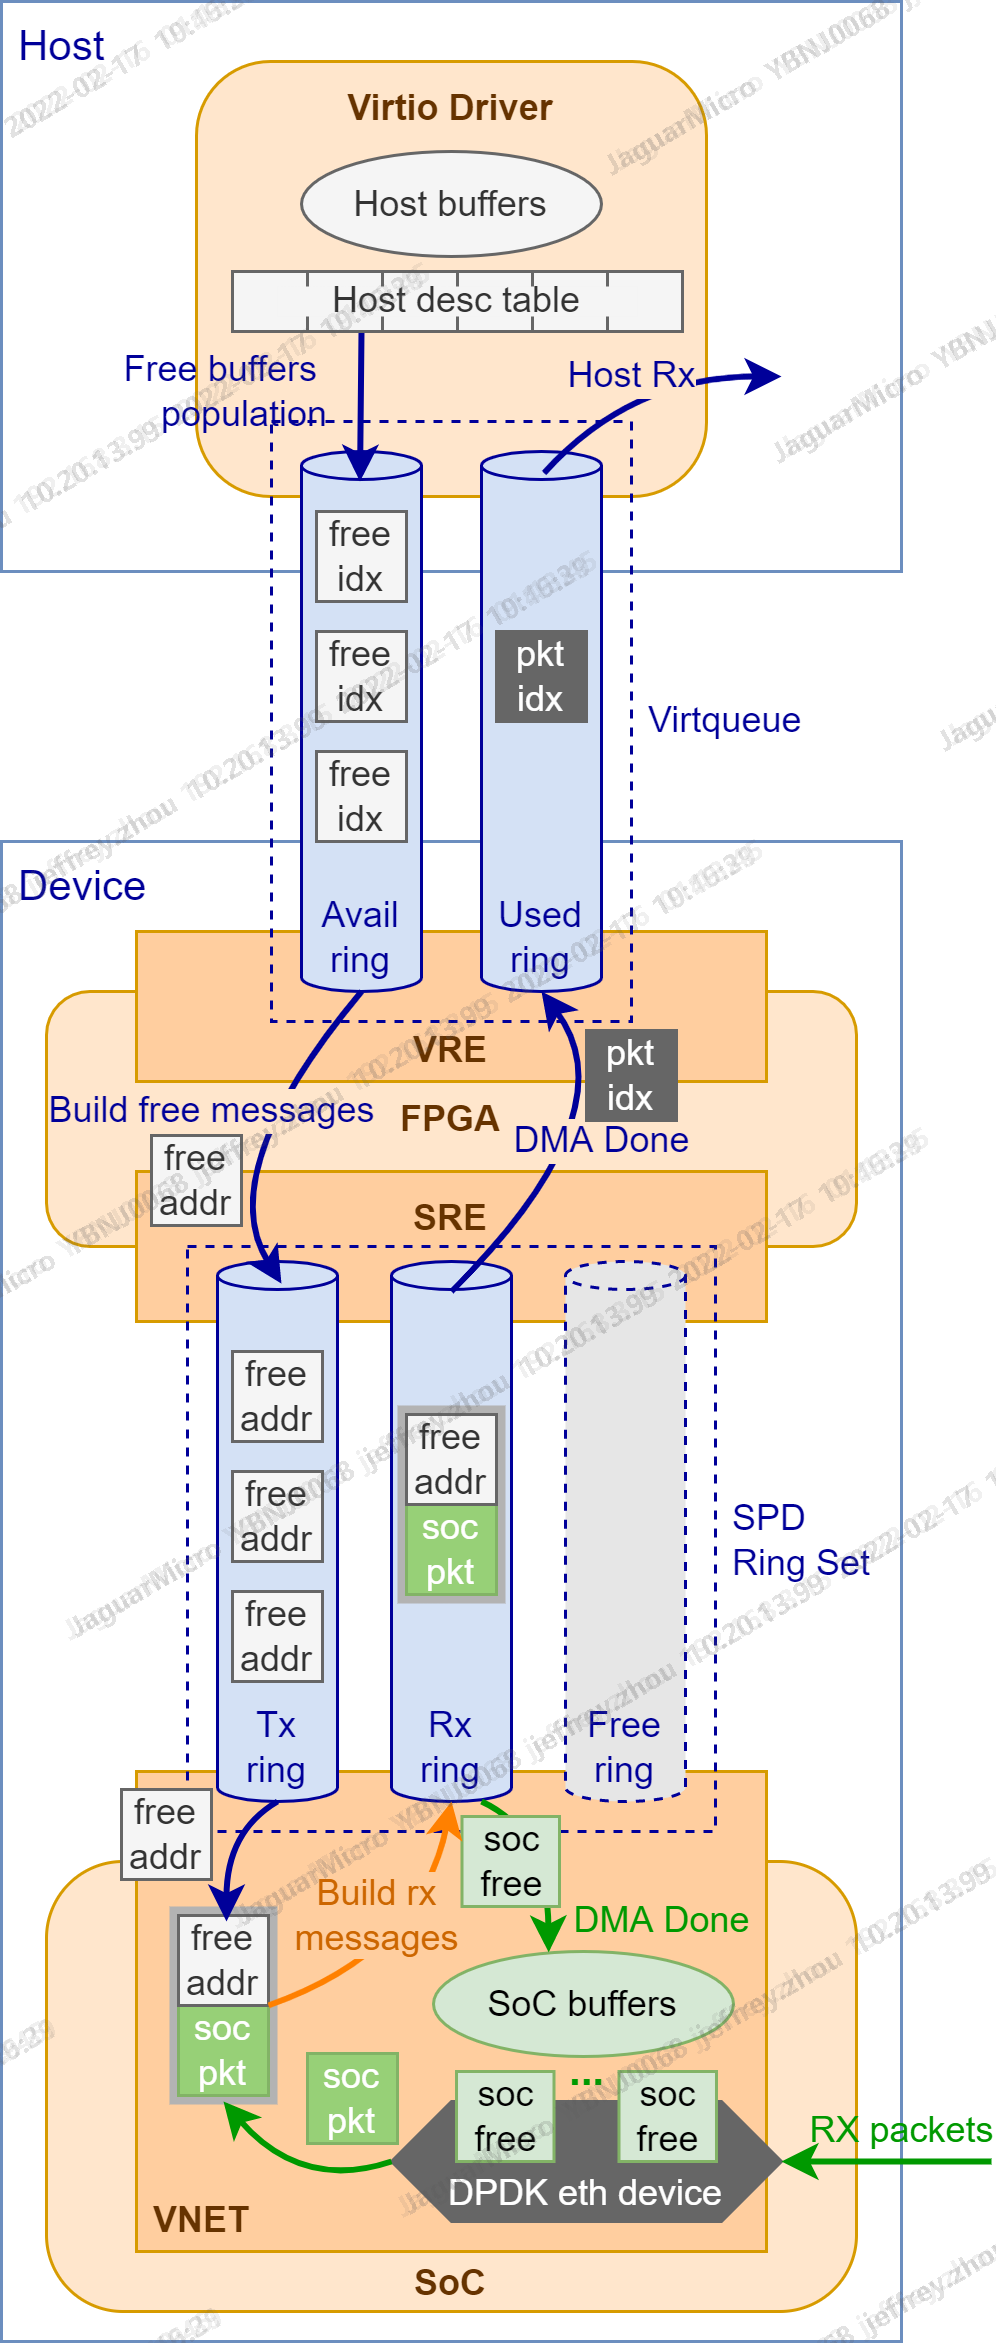 Host
Virtio Driver
Host buffers
Host desc table
Free buffers
population
Host Rx
free
idx
free
idx
free
idx
pkt
idx
Virtqueue
Device
Avail
ring
Used
ring
VRE
pkt
idx
Build free messages
FPGA
DMA Done
free
addr
SRE
free
addr
free
addr
free
addr
free
addr
soc
pkt
SPD
Ring Set
Tx
ring
Rx
ring
Free
ring
free
addr
soc
free
Build rx
messages
DMA Done
free
addr
soc
pkt
SoC buffers
soc
pkt
soc
free
...
soc
free
RX packets
DPDK eth device
VNET
SoC